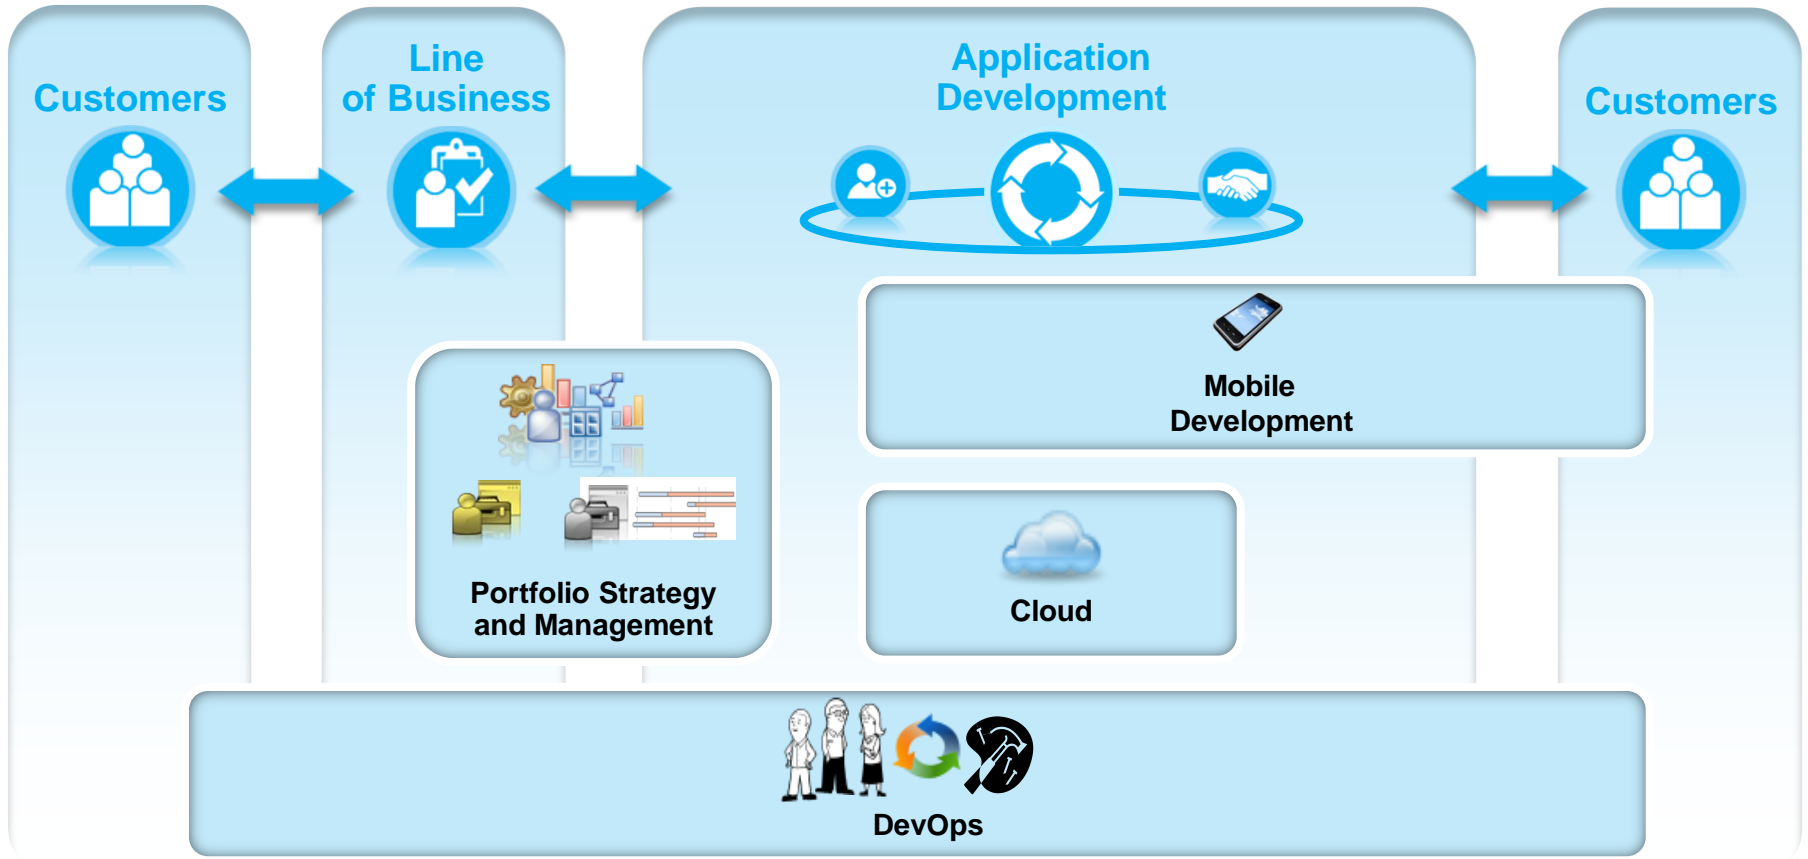 Customers
Line
of Business
Application
Development
Customers
Mobile
Development
Portfolio Strategy
and Management
Cloud
DevOps